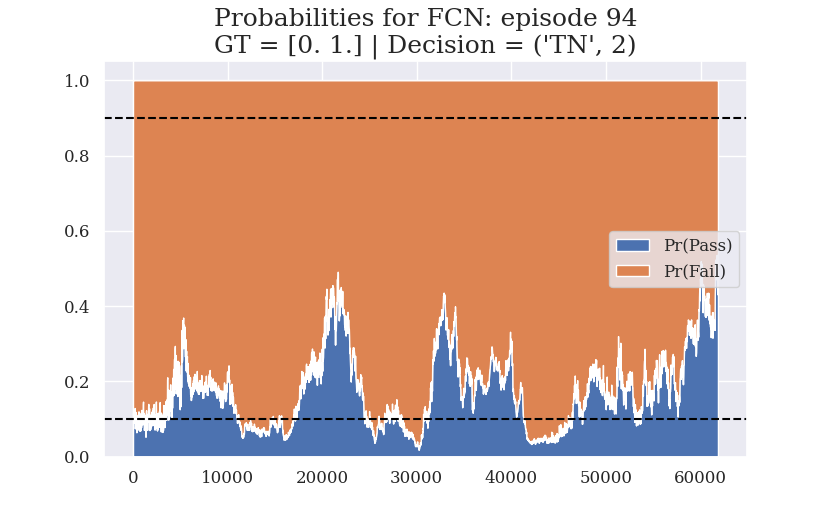 Probabilities for FCN: episode 94
GT = [0. 1.] | Decision = ('TN', 2)
1.0
0.8
0.6
0.4
0.2
0.0
Pr(Pass)
Pr(Fail)
0 10000 20000 30000 40000 50000 60000